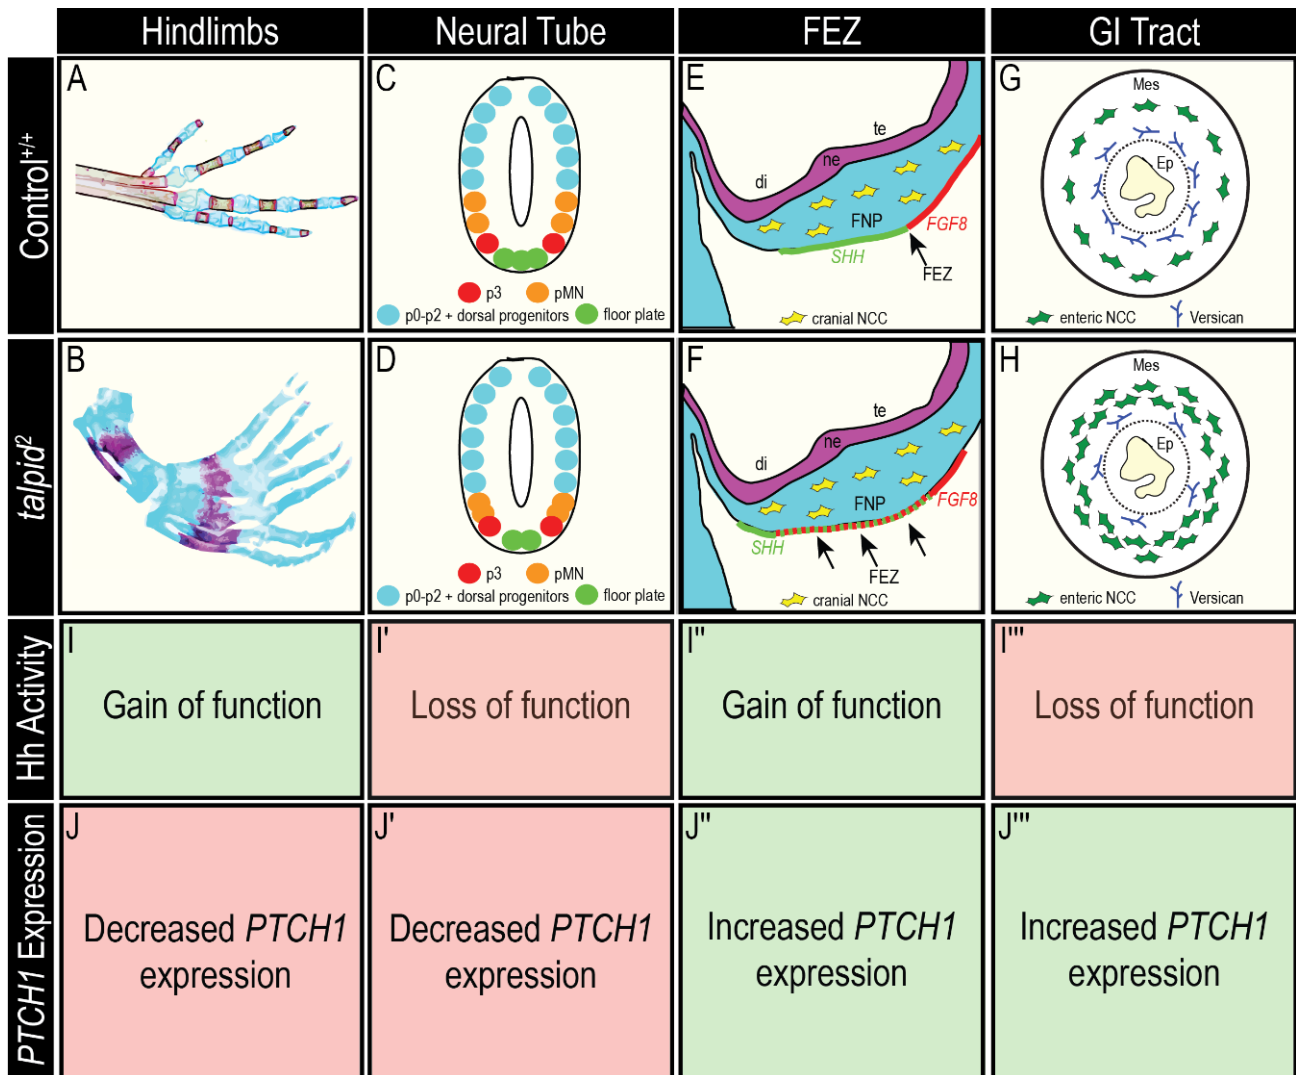 Hindlimbs
Neural Tube
FEZ
GI Tract
Control+/+
A
C
p3
pMN
p0-p2 + dorsal progenitors
floor plate
E
te
ne
di
FNP
FGF8
SHH
FEZ
cranial NCC
G
Mes
Ep
enteric NCC
Versican
talpid2
B
D
p3
pMN
p0-p2 + dorsal progenitors
floor plate
F
te
ne
di
FNP
FGF8
SHH
FEZ
cranial NCC
H
Mes
Ep
enteric NCC
Versican
Hh Activity
I
Gain of function
I'
Loss of function
I"
Gain of function
I'"
Loss of function
PTCH1 Expression
J
Decreased PTCH1
expression
J'
Decreased PTCH1
expression
J"
Increased PTCH1
expression
J'"
Increased PTCH1
expression